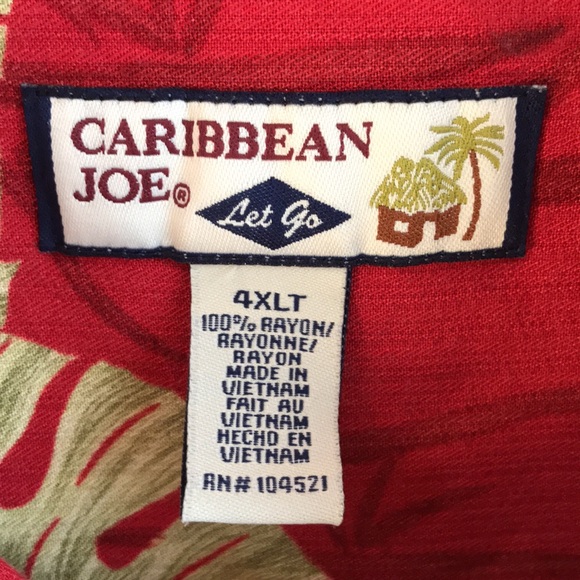 CARIBBEAN
JOE®
Let Go
4XLT
100% RAYON/
RAYONNE/
RAYON
MADE IN
VIETNAM
FAIT AU
VIETNAM
HECHO EN
VIETNAM
RN# 104521